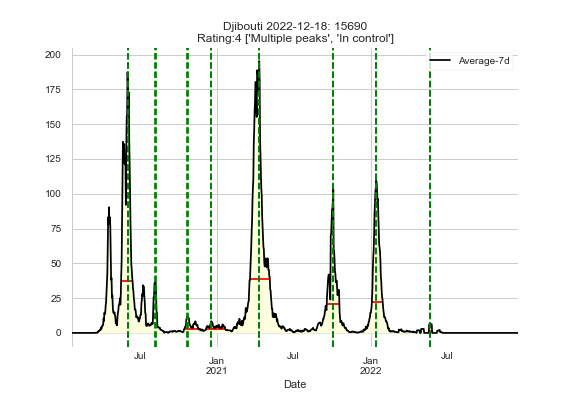 Djibouti 2022-12-18: 15690
Rating:4 ['Multiple peaks', 'In control']
Average-7d
200
175
150
125
100
75
50
25
0
Jul
Jan
2021
Jul
Jan
2022
Jul
Date